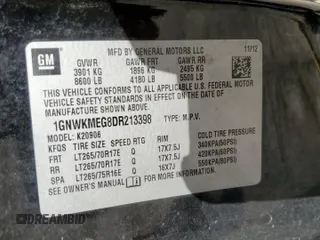 GM
MFD BY GENERAL MOTORS LLC
11/12
GVWR GAWR FRT GAWR RR
3901 KG 1896 KG 2495 KG
8600 LB 4180 LB 5500 LB
THIS VEHICLE CONFORMS TO ALL APPLICABLE U.S. FEDERAL MOTOR
VEHICLE SAFETY STANDARDS IN EFFECT ON THE DATE OF
MANUFACTURE SHOWN ABOVE.
1GNWKMEG8DR213398 TYPE: M.P.V.
MODEL: K20906
KFQS TIRE SIZE SPEED RTG RIM COLD TIRE PRESSURE
FRT LT265/70R17E Q 17X7.5J 340KPA(50PSI)
RR LT265/70R17E Q 17X7.5J 420KPA(60PSI)
SPA LT265/75R16E Q 16X7J 550KPA(80PSI)
SEE OWNER'S MANUAL FOR ADDITIONAL INFORMATION.
DREAMBID